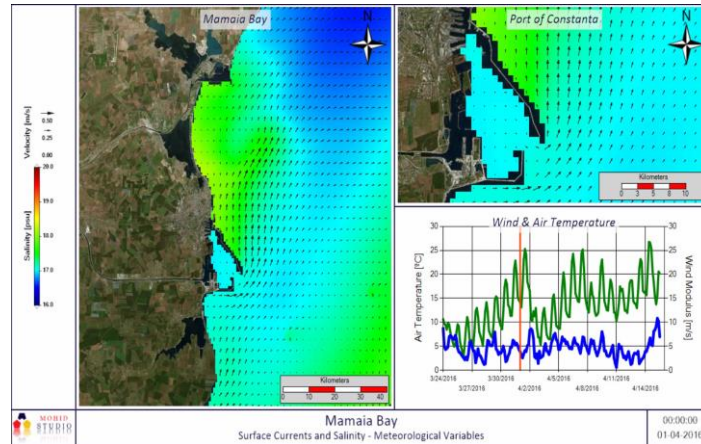 Mamaia Bay
N
Kilometers
0 10 20 30 40
Port of Constanta
N
Kilometers
0 3 5 8 10
Velocity [m/s]
0.50
0.25
0.00
Salinity [psu]
20.0
19.0
18.0
17.0
16.0
Wind & Air Temperature
Air Temperature [ºC]
30
25
20
15
10
5
0
Wind Modulus [m/s]
30
25
20
15
10
5
0
3/24/2016
3/27/2016
3/30/2016
4/2/2016
4/5/2016
4/8/2016
4/11/2016
4/14/2016
MOHID
STUDIO
Mamaia Bay
Surface Currents and Salinity - Meteorological Variables
00:00:00
01-04-2016